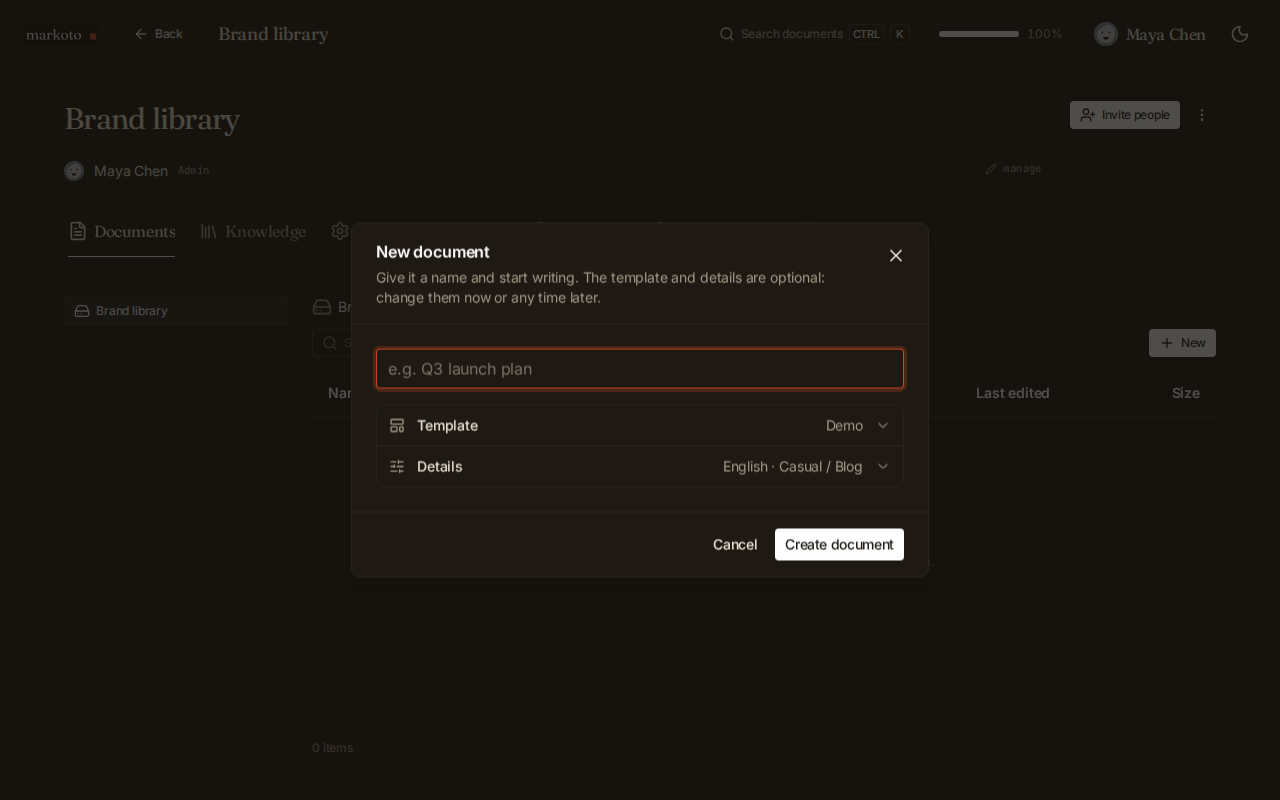 markoto
Back
Brand library
Search documents CTRL K
100%
Maya Chen
Brand library
Invite people
Maya Chen Admin
manage
Documents
Knowledge
Brand library
New
Last edited
Size
New document
Give it a name and start writing. The template and details are optional:
change them now or any time later.
e.g. Q3 launch plan
Template
Demo
Details
English · Casual / Blog
Cancel
Create document
0 items